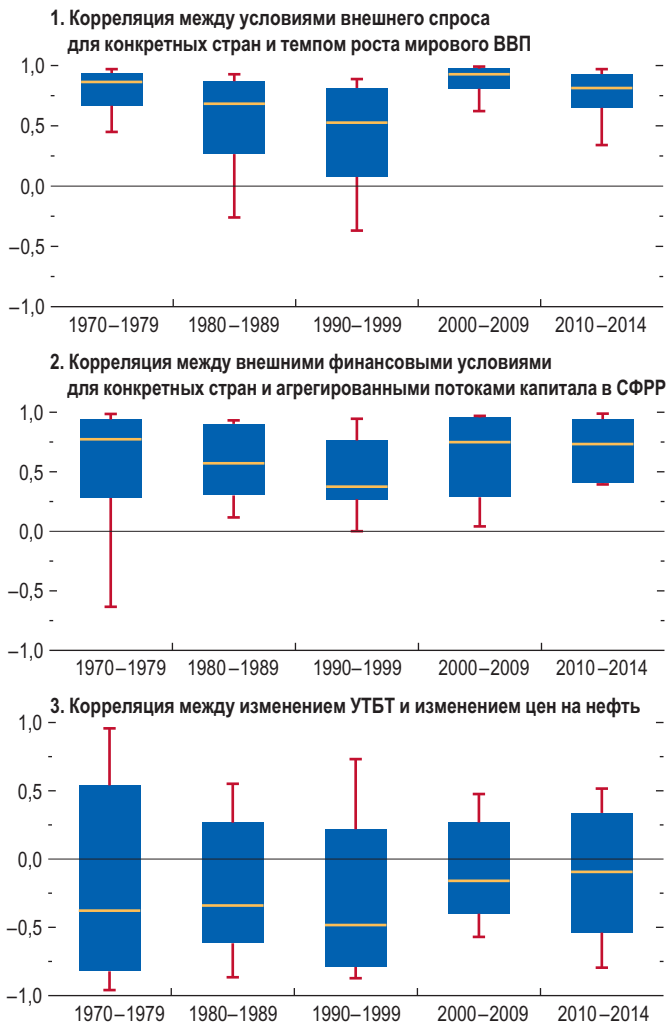 1. Корреляция между условиями внешнего спроса
для конкретных стран и темпом роста мирового ВВП
1,0
0,5
0,0
–0,5
–1,0
1970–1979 1980–1989 1990–1999 2000–2009 2010–2014
2. Корреляция между внешними финансовыми условиями
для конкретных стран и агрегированными потоками капитала в СФРР
1,0
0,5
0,0
–0,5
–1,0
1970–1979 1980–1989 1990–1999 2000–2009 2010–2014
3. Корреляция между изменением УТБТ и изменением цен на нефть
1,0
0,5
0,0
–0,5
–1,0
1970–1979 1980–1989 1990–1999 2000–2009 2010–2014